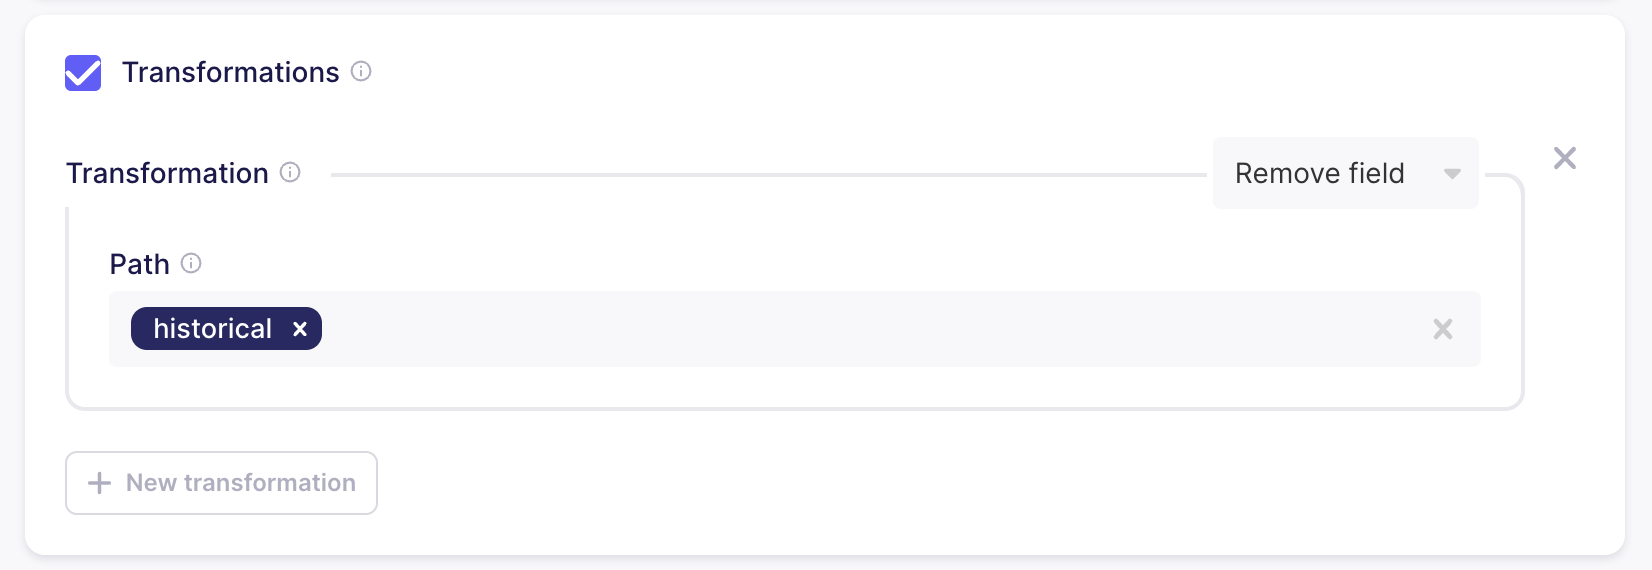 Transformations
Transformation
Remove field
Path
historical
New transformation